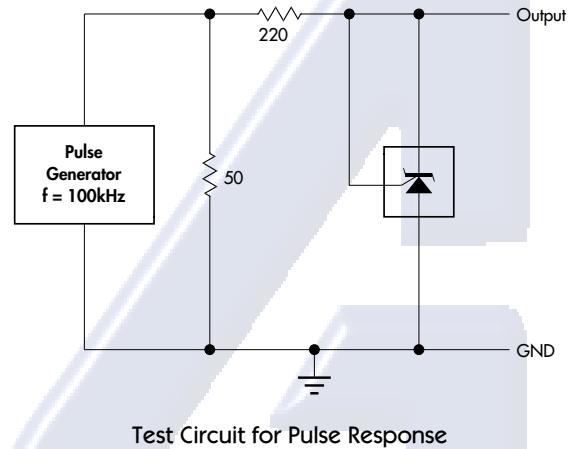 Output
220
Pulse
Generator
f = 100kHz
50
GND
Test Circuit for Pulse Response